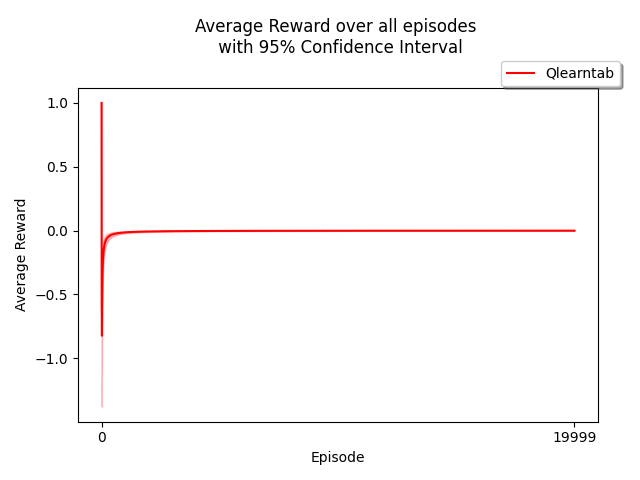 Average Reward over all episodes
with 95% Confidence Interval
Qlearntab
1.0
0.5
0.0
−0.5
−1.0
Average Reward
0
19999
Episode